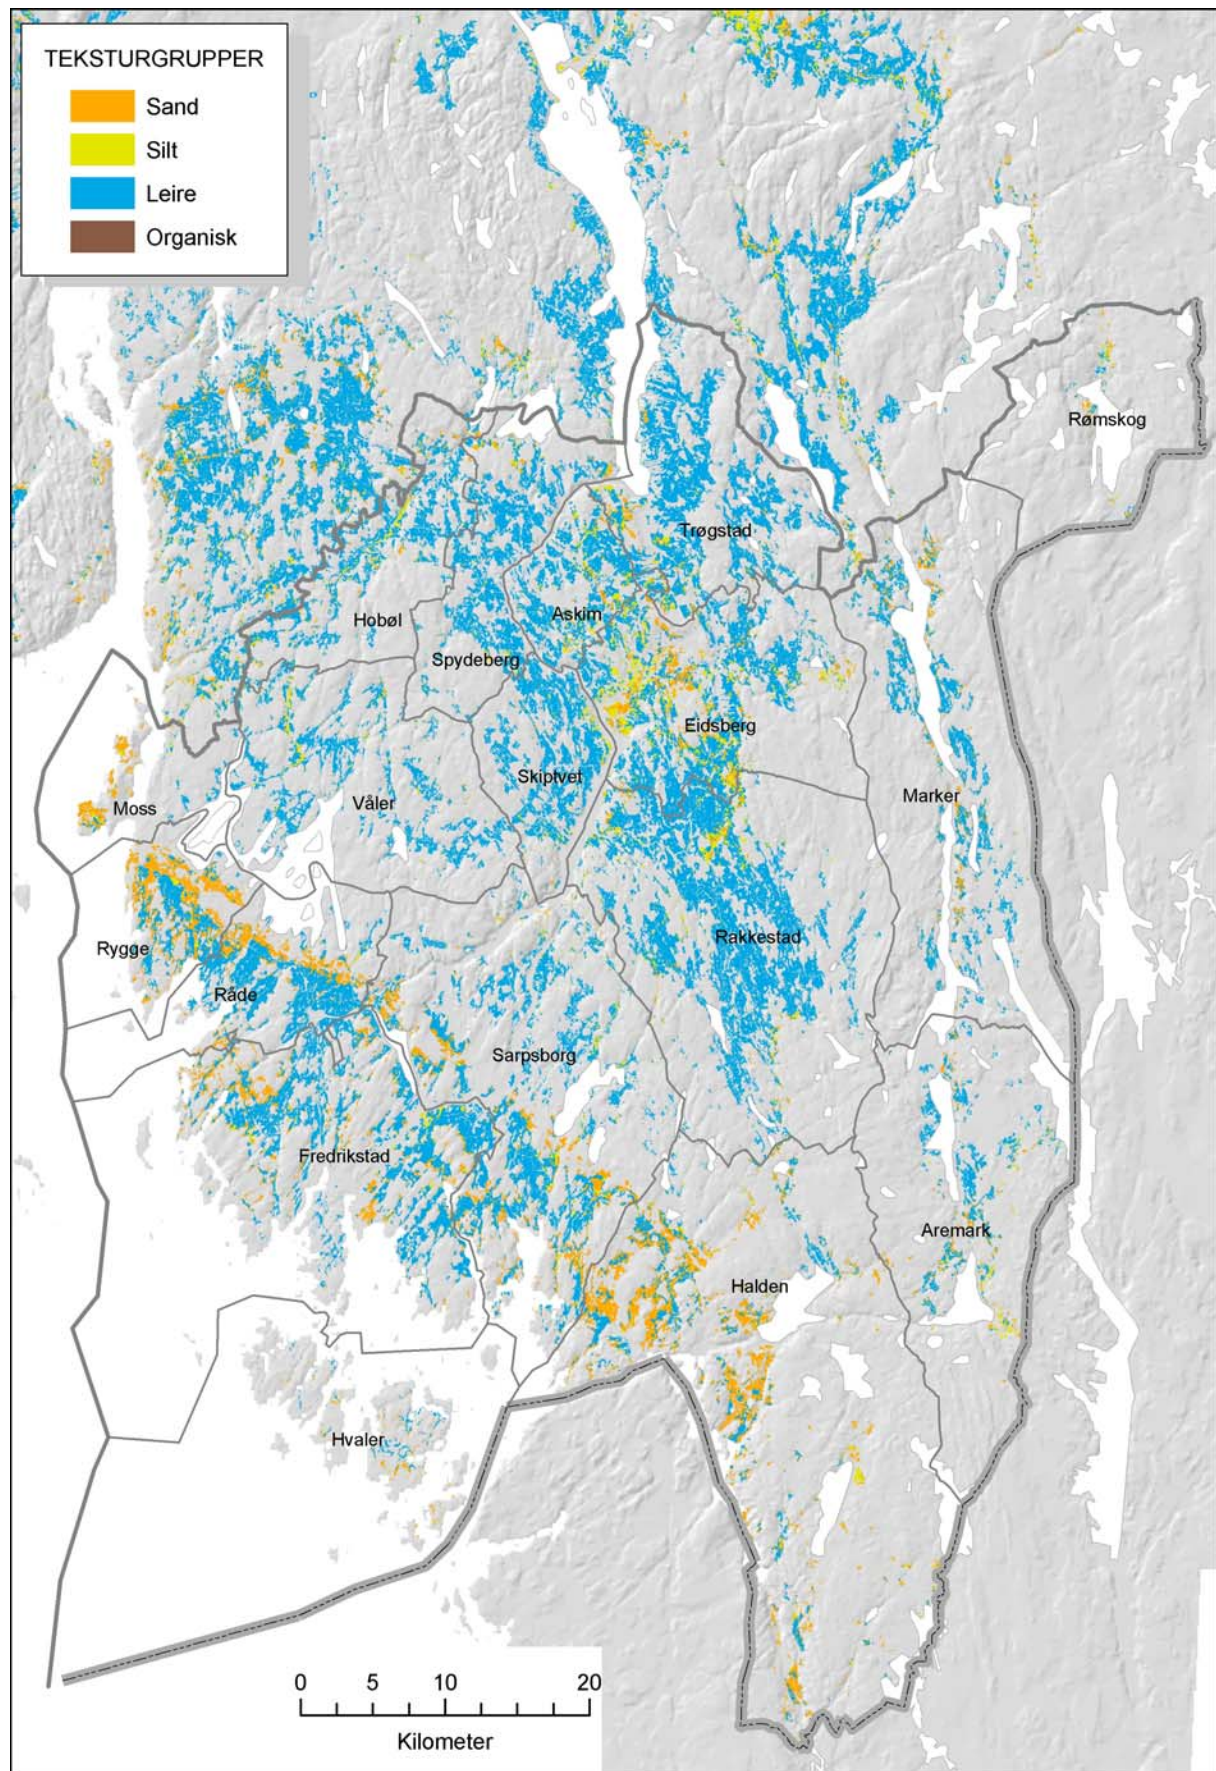 TEKSTURGRUPPER
Sand
Silt
Leire
Organisk
Rømskog
Trøgstad
Askim
Hobøl
Spydeberg
Eidsberg
Skiptvet
Marker
Våler
Moss
Rakkestad
Rygge
Råde
Sarpsborg
Fredrikstad
Aremark
Halden
Hvaler
0 5 10 20
Kilometer